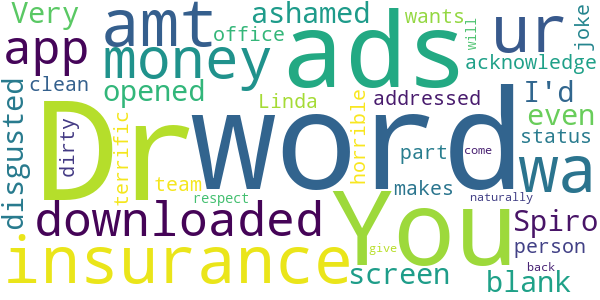 Very
amt
ashamed
wants
will
joke
app
money
office
ads
ur
acknowledge
clean
opened
Linda
addressed
I'd
even
disgusted
dirty
Dr
terrific
word
horrible
part
come
status
wa
team
makes
respect
naturally
downloaded
You
Spiro
person
insurance
give
screen
back
blank